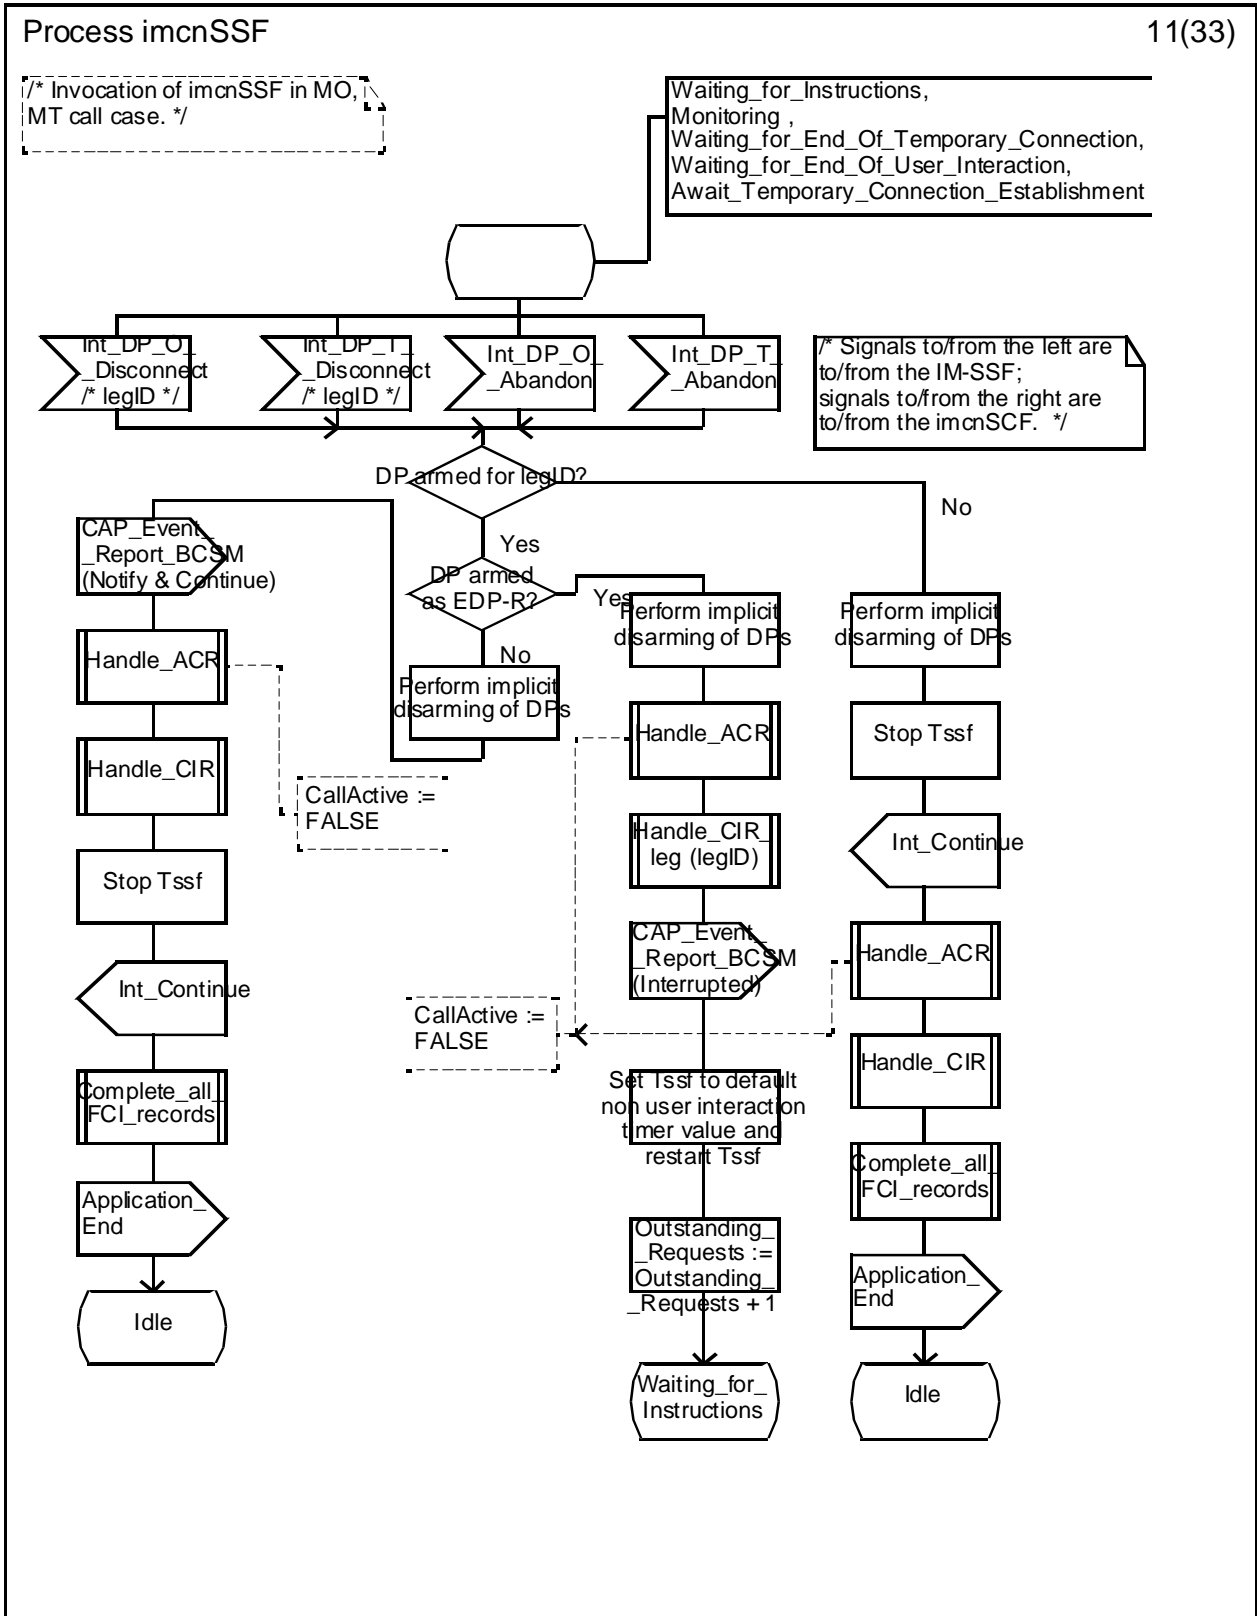 Process imcnSSF
11(33)
/* Invocation of imcnSSF in MO,
MT call case. */
Waiting_for_Instructions,
Monitoring ,
Waiting_for_End_Of_Temporary_Connection,
Waiting_for_End_Of_User_Interaction,
Await_Temporary_Connection_Establishment
Int_DP_O_
_Disconnect
/* legID */
Int_DP_T_
_Disconnect
/* legID */
Int_DP_O_
_Abandon
Int_DP_T_
_Abandon
/* Signals to/from the left are
to/from the IM-SSF;
signals to/from the right are
to/from the imcnSCF.  */
DP armed for legID?
No
Yes
DP armed
as EDP-R?
Yes
No
Perform implicit
disarming of DPs
CAP_Event_
_Report_BCSM
(Notify & Continue)
Handle_ACR
CallActive :=
FALSE
Handle_CIR
Stop Tssf
Int_Continue
Complete_all_
FCI_records
Application_
End
Idle
Perform implicit
disarming of DPs
Handle_ACR
Handle_CIR_
leg (legID)
CAP_Event_
_Report_BCSM
(Interrupted)
CallActive :=
FALSE
Set Tssf to default
non user interaction
timer value and
restart Tssf
Outstanding_
_Requests :=
Outstanding_
_Requests + 1
Waiting_for_
Instructions
Perform implicit
disarming of DPs
Stop Tssf
Int_Continue
Handle_ACR
Handle_CIR
Complete_all_
FCI_records
Application_
End
Idle